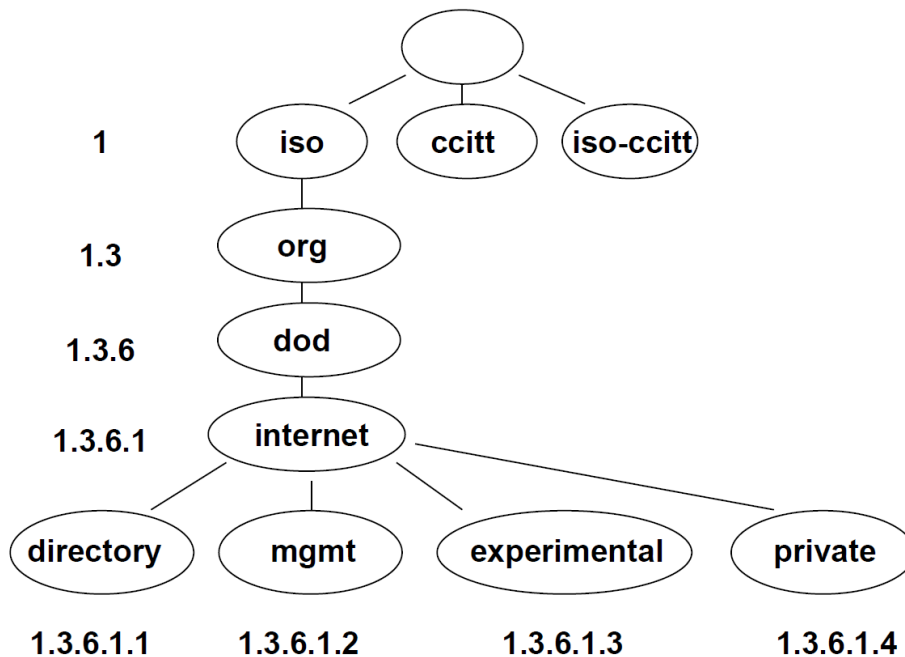 1 iso ccitt iso-ccitt
1.3 org
1.3.6 dod
1.3.6.1 internet
directory mgmt experimental private
1.3.6.1.1 1.3.6.1.2 1.3.6.1.3 1.3.6.1.4